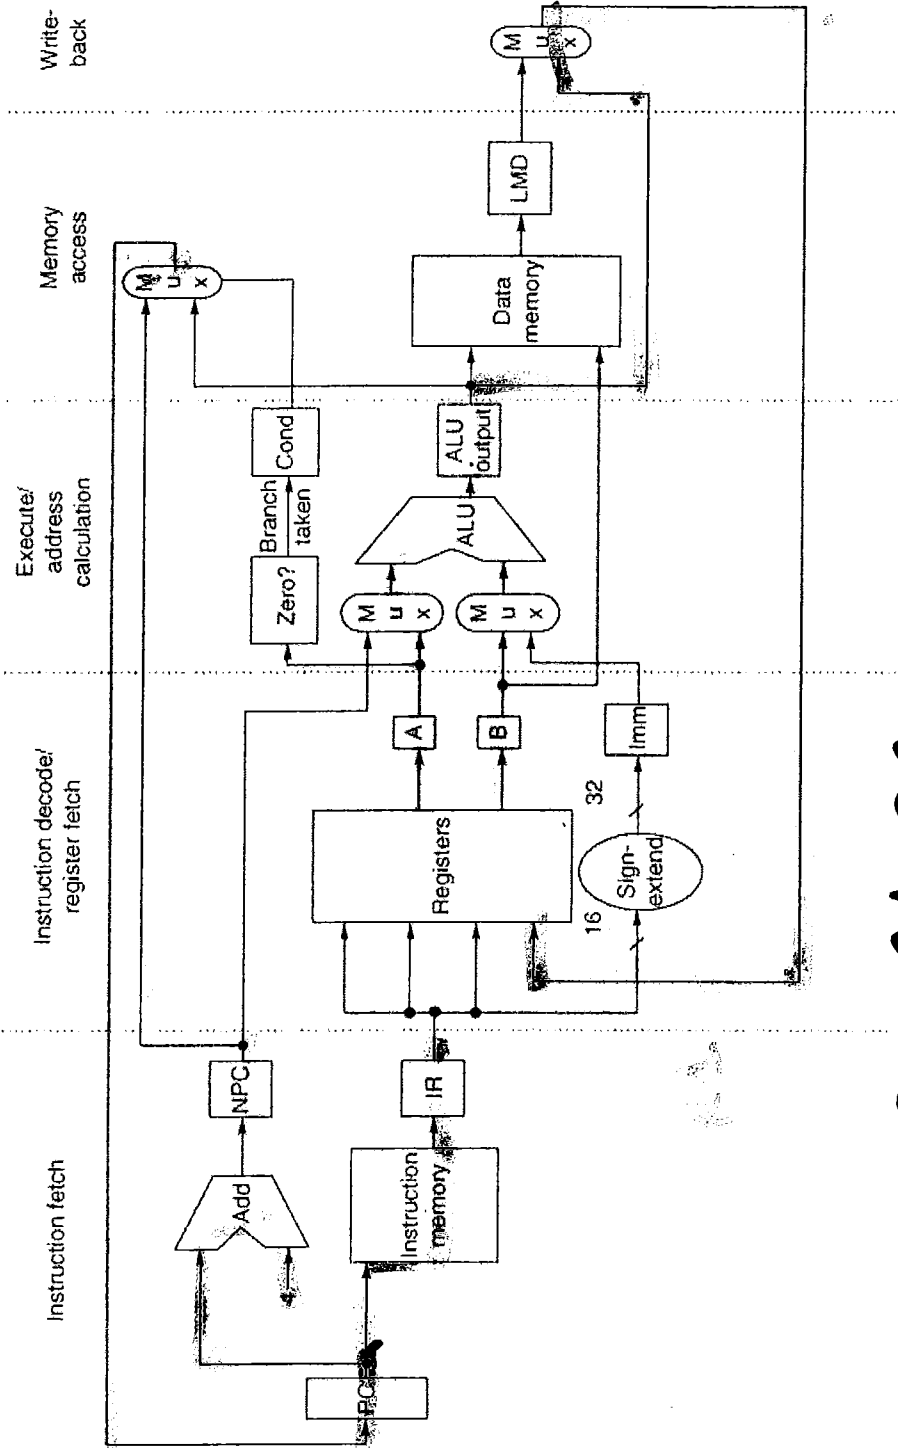 Instruction fetch
Instruction decode/
register fetch
Execute/
address
calculation
Memory
access
Write-
back
PC
4
Add
NPC
Instruction
memory
IR
Registers
16
Sign-
extend
32
A
B
Imm
Zero?
Branch
taken
Cond
M
u
x
M
u
x
ALU
ALU
output
M
u
x
Data
memory
LMD
M
u
x